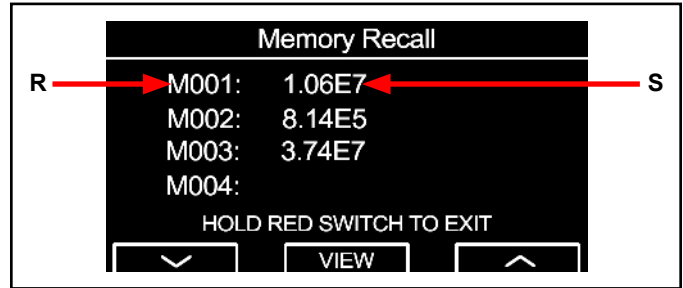 Memory Recall
R M001: 1.06E7 S
M002: 8.14E5
M003: 3.74E7
M004:
HOLD RED SWITCH TO EXIT
VIEW